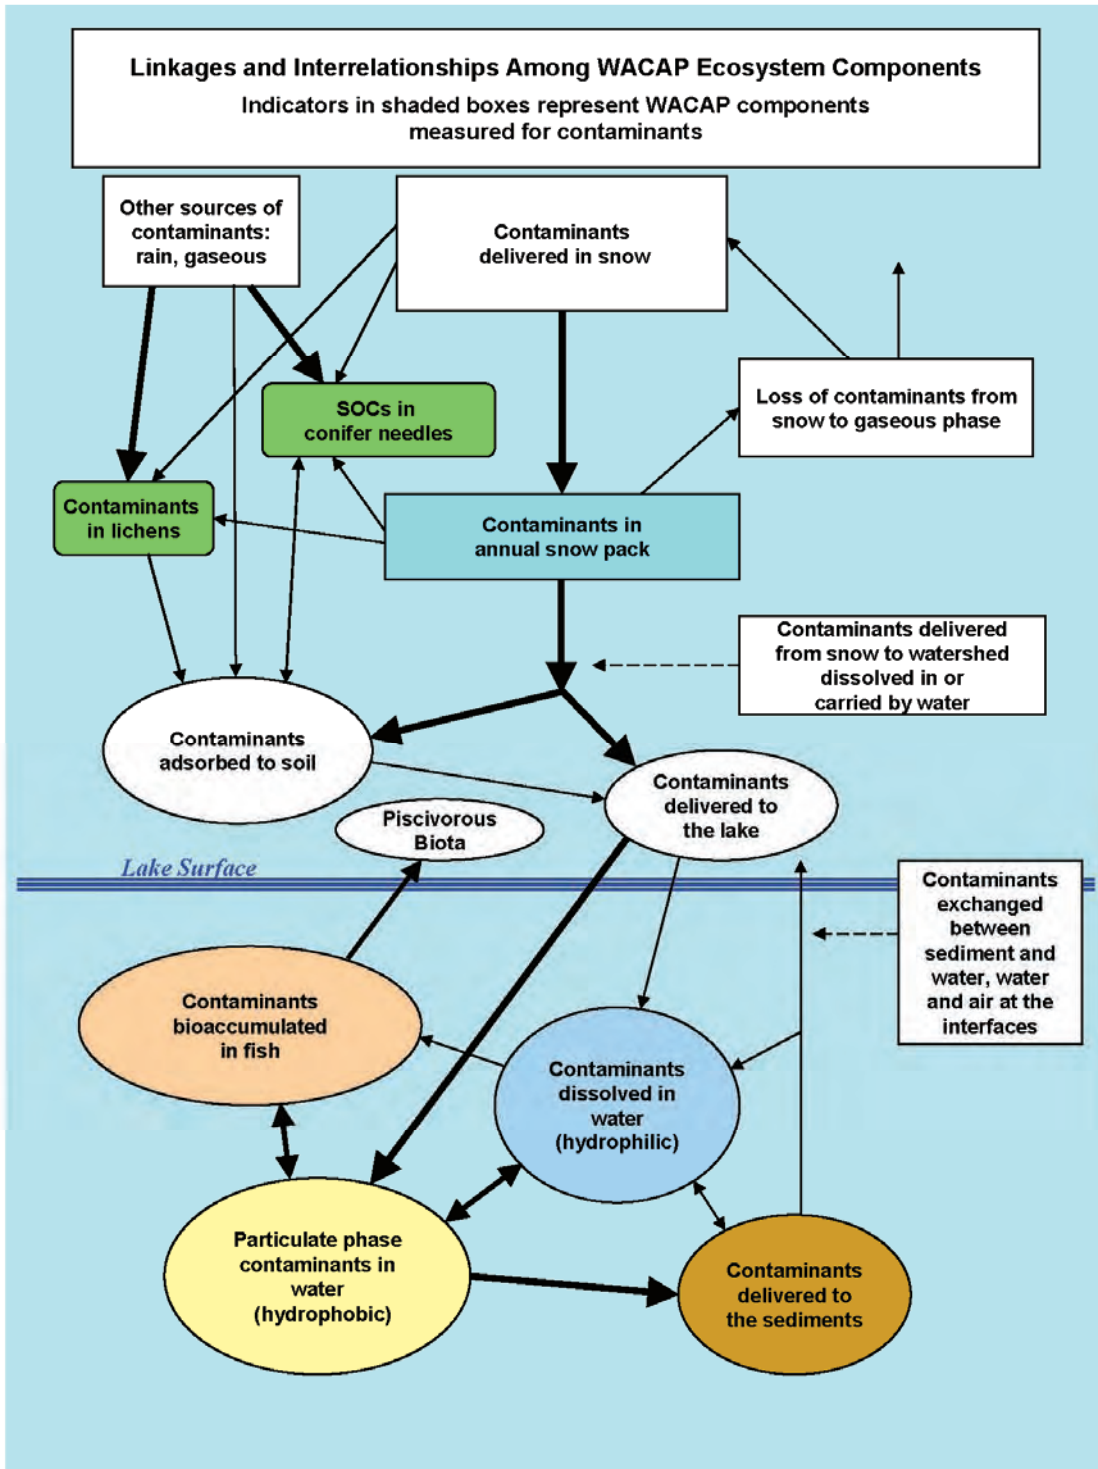 Linkages and Interrelationships Among WACAP Ecosystem Components
Indicators in shaded boxes represent WACAP components
measured for contaminants
Other sources of
contaminants:
rain, gaseous
Contaminants
delivered in snow
Loss of contaminants from
snow to gaseous phase
SOCs in
conifer needles
Contaminants
in lichens
Contaminants in
annual snow pack
Contaminants delivered
from snow to watershed
dissolved in or
carried by water
Contaminants
adsorbed to soil
Contaminants
delivered to
the lake
Piscivorous
Biota
Lake Surface
Contaminants
exchanged
between
sediment and
water, water
and air at the
interfaces
Contaminants
bioaccumulated
in fish
Contaminants
dissolved in
water
(hydrophilic)
Particulate phase
contaminants in
water
(hydrophobic)
Contaminants
delivered to
the sediments